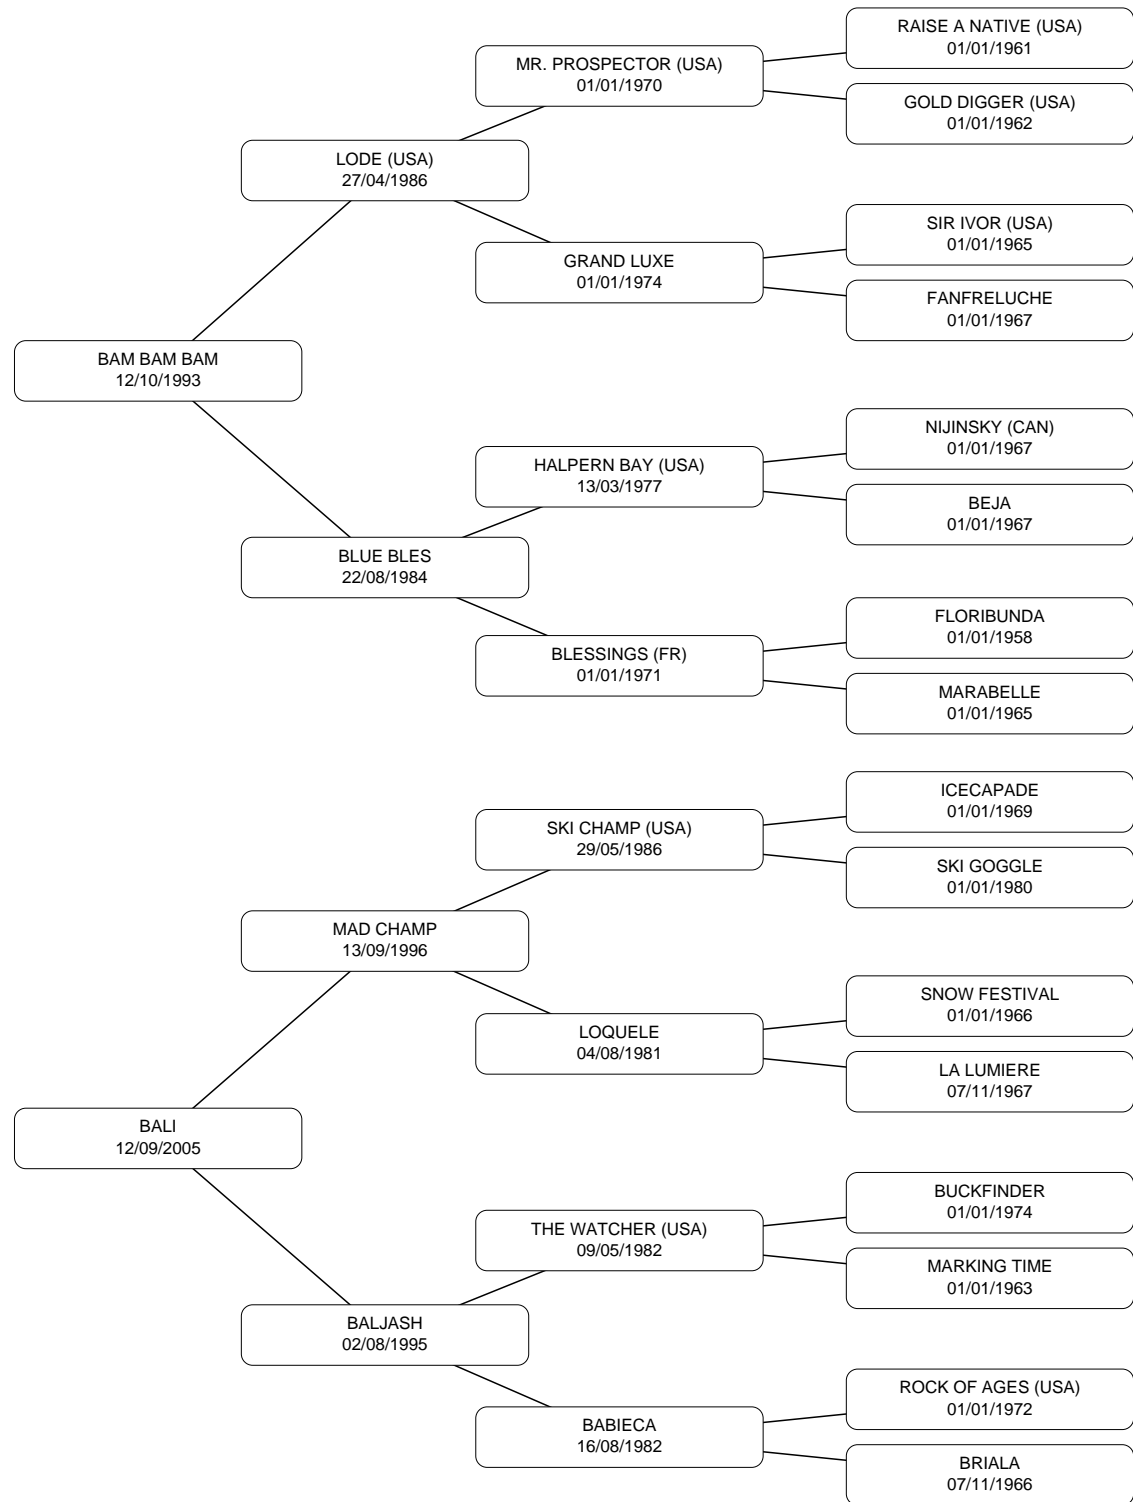 RAISE A NATIVE (USA)
01/01/1961
MR. PROSPECTOR (USA)
01/01/1970
GOLD DIGGER (USA)
01/01/1962
LODE (USA)
27/04/1986
SIR IVOR (USA)
01/01/1965
GRAND LUXE
01/01/1974
FANFRELUCHE
01/01/1967
BAM BAM BAM
12/10/1993
NIJINSKY (CAN)
01/01/1967
HALPERN BAY (USA)
13/03/1977
BEJA
01/01/1967
BLUE BLES
22/08/1984
FLORIBUNDA
01/01/1958
BLESSINGS (FR)
01/01/1971
MARABELLE
01/01/1965
ICECAPADE
01/01/1969
SKI CHAMP (USA)
29/05/1986
SKI GOGGLE
01/01/1980
MAD CHAMP
13/09/1996
SNOW FESTIVAL
01/01/1966
LOQUELE
04/08/1981
LA LUMIERE
07/11/1967
BALI
12/09/2005
BUCKFINDER
01/01/1974
THE WATCHER (USA)
09/05/1982
MARKING TIME
01/01/1963
BALJASH
02/08/1995
ROCK OF AGES (USA)
01/01/1972
BABIECA
16/08/1982
BRIALA
07/11/1966